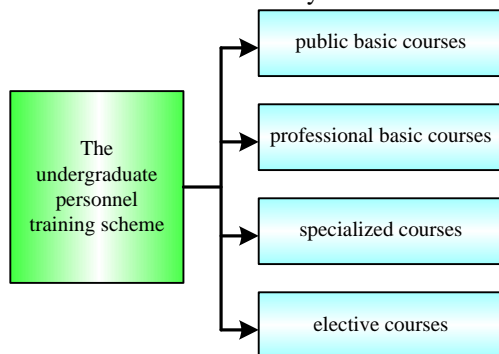 y
public basic courses
The
undergraduate
personnel
training scheme
professional basic courses
specialized courses
elective courses